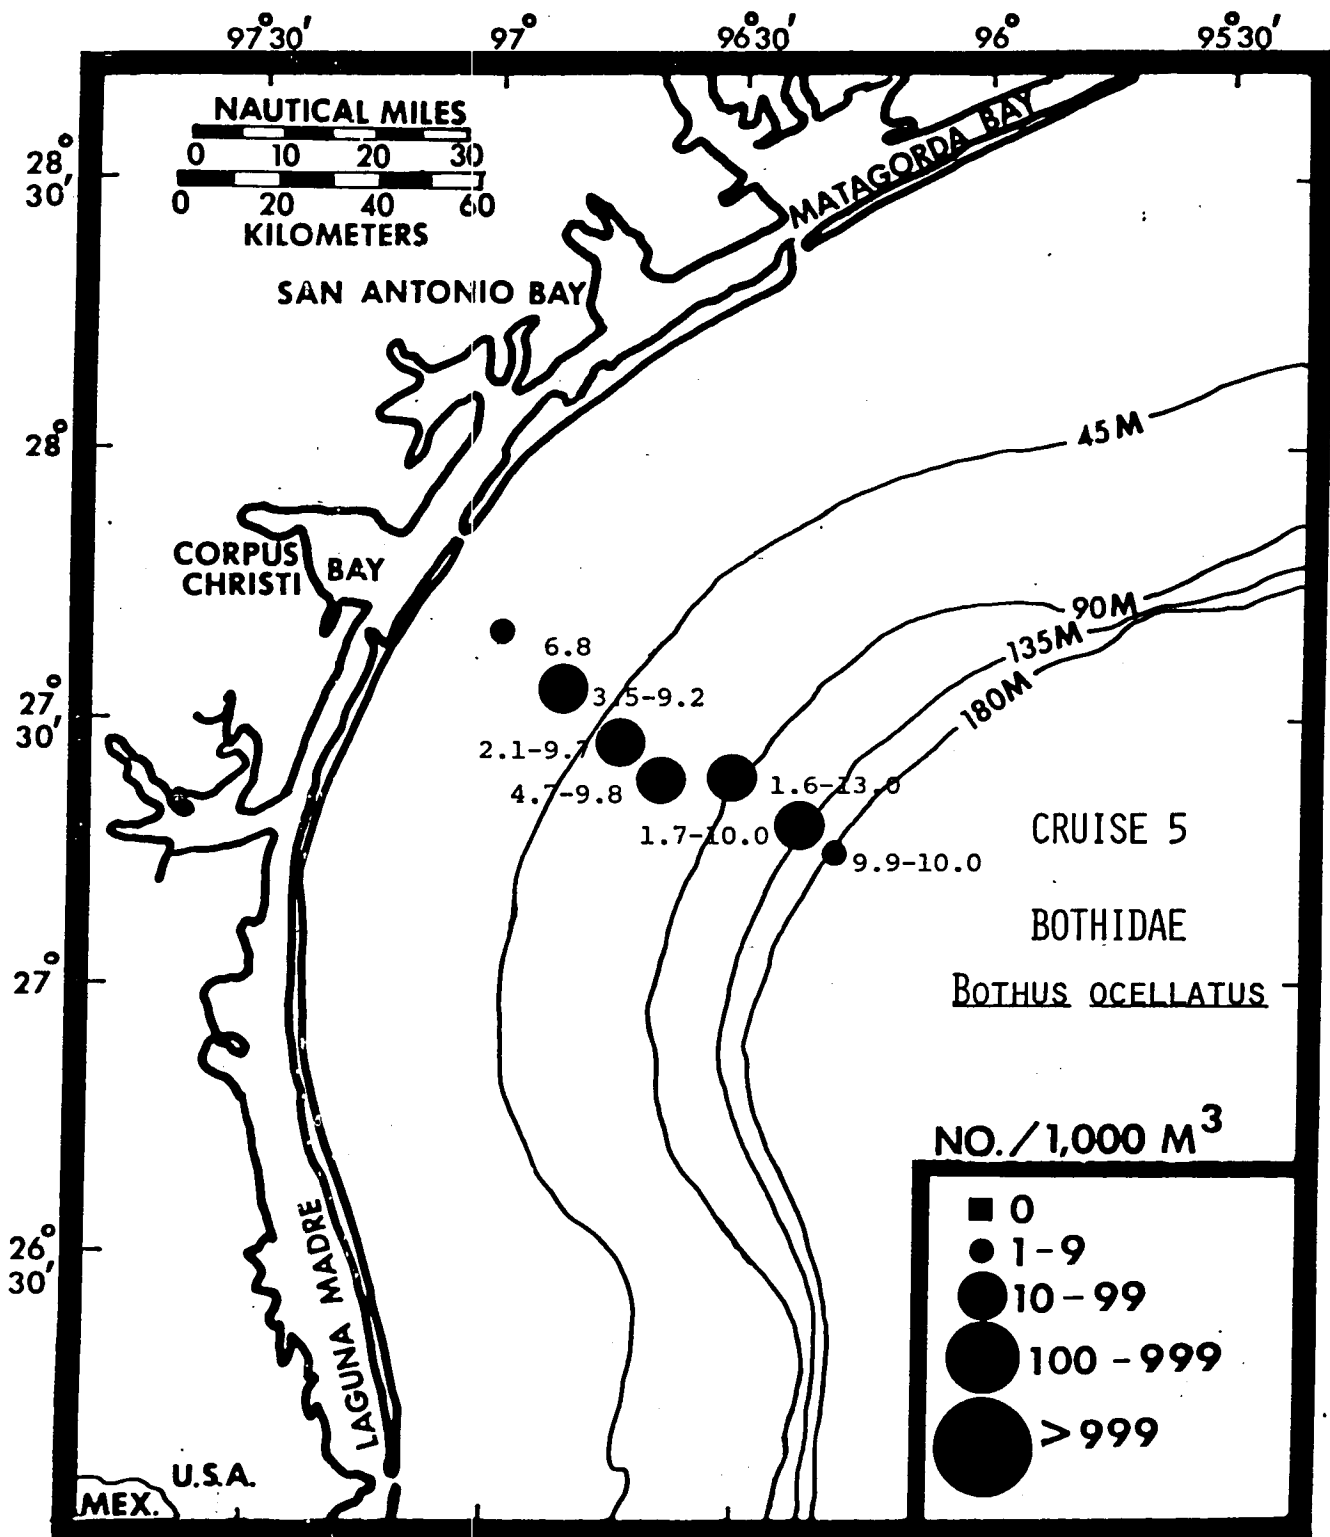 97°30′ 97° 96°30′ 96° 95°30′
NAUTICAL MILES
0 10 20 30
0 20 40 60
KILOMETERS
28°
30′
MATAGORDA BAY
SAN ANTONIO BAY
28°
45M
CORPUS
CHRISTI BAY
90M
135M
180M
6.8
27°
30′
3.5-9.2
2.1-9.7
4.7-9.8
1.6-13.0
1.7-10.0
9.9-10.0
CRUISE 5
BOTHIDAE
BOTHUS OCELLATUS
27°
NO./1,000 M³
0
1-9
10-99
100-999
>999
26°
30′
LAGUNA MADRE
U.S.A.
MEX.